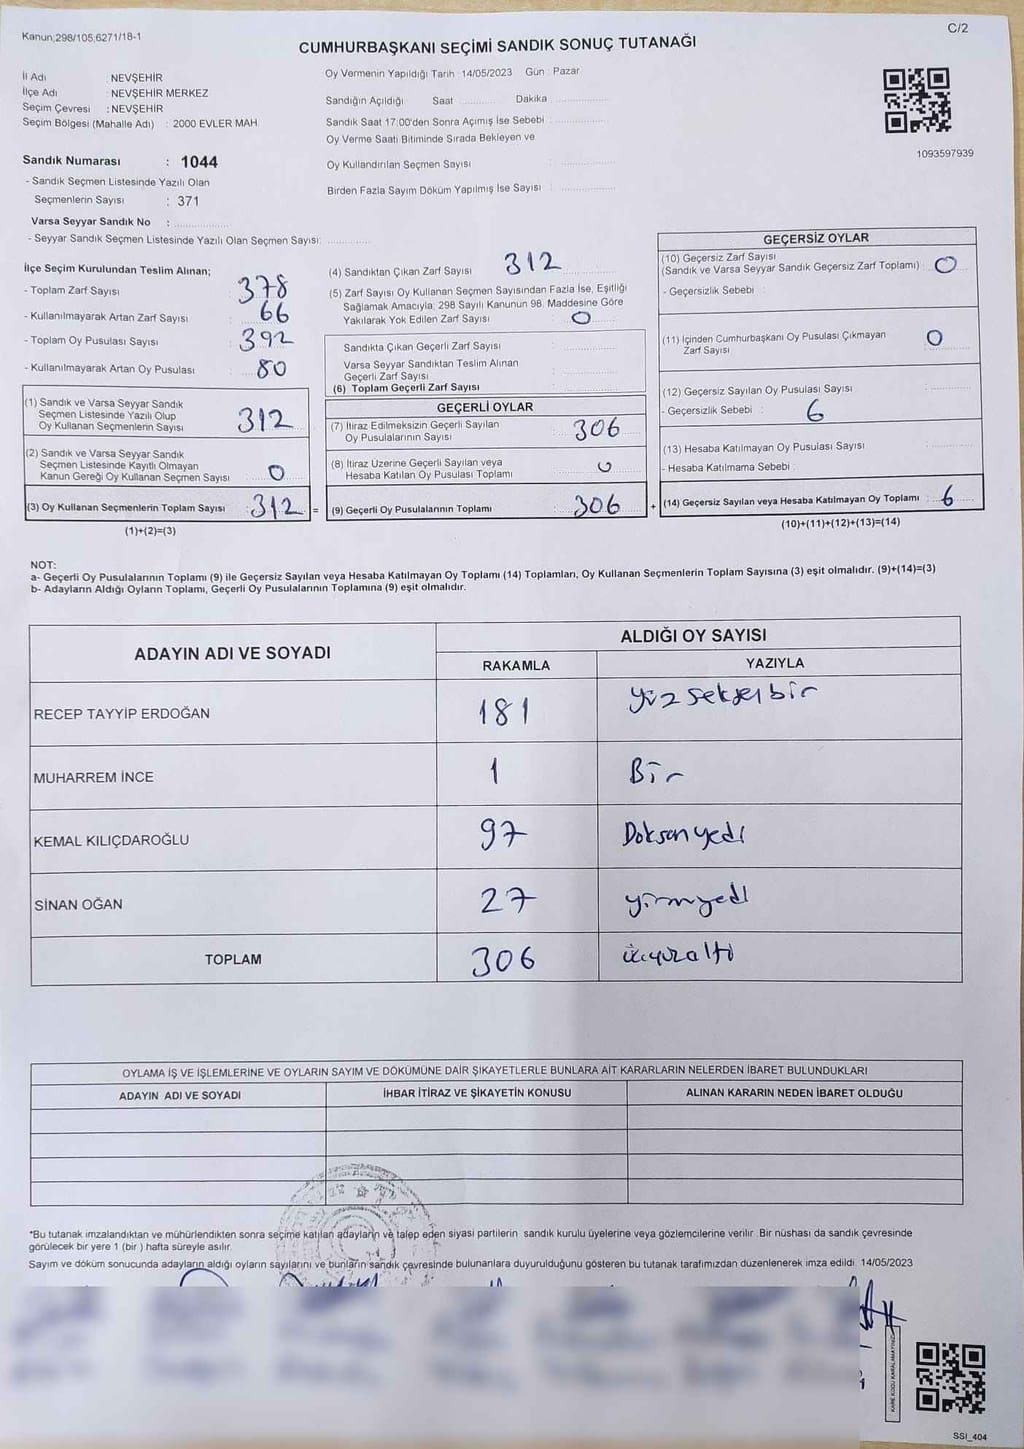 Kanun;298/105;6271/18-1
C/2
CUMHURBAŞKANI SEÇİMİ SANDIK SONUÇ TUTANAĞI
İl Adı : NEVŞEHİR
İlçe Adı : NEVŞEHİR MERKEZ
Seçim Çevresi : NEVŞEHİR
Seçim Bölgesi (Mahalle Adı) : 2000 EVLER MAH
Oy Vermenin Yapıldığı Tarih : 14/05/2023 Gün : Pazar
Sandığın Açıldığı Saat Dakika
Sandık Saat 17:00'den Sonra Açımış İse Sebebi :
Oy Verme Saati Bitiminde Sırada Bekleyen ve
Oy Kullandırılan Seçmen Sayısı :
Birden Fazla Sayım Döküm Yapılmış İse Sayısı :
1093597939
Sandık Numarası : 1044
- Sandık Seçmen Listesinde Yazılı Olan
Seçmenlerin Sayısı : 371
Varsa Seyyar Sandık No :
- Seyyar Sandık Seçmen Listesinde Yazılı Olan Seçmen Sayısı:
İlçe Seçim Kurulundan Teslim Alınan;
- Toplam Zarf Sayısı : 378
- Kullanılmayarak Artan Zarf Sayısı : 66
- Toplam Oy Pusulası Sayısı : 392
- Kullanılmayarak Artan Oy Pusulası : 80
(1) Sandık ve Varsa Seyyar Sandık
Seçmen Listesinde Yazılı Olup
Oy Kullanan Seçmenlerin Sayısı : 312
(2) Sandık ve Varsa Seyyar Sandık
Seçmen Listesinde Kayıtlı Olmayan
Kanun Gereği Oy Kullanan Seçmen Sayısı : 0
(3) Oy Kullanan Seçmenlerin Toplam Sayısı : 312 =
(1)+(2)=(3)
(4) Sandıktan Çıkan Zarf Sayısı : 312
(5) Zarf Sayısı Oy Kullanan Seçmen Sayısından Fazla İse, Eşitliği
Sağlamak Amacıyla; 298 Sayılı Kanunun 98. Maddesine Göre
Yakılarak Yok Edilen Zarf Sayısı : 0
Sandıkta Çıkan Geçerli Zarf Sayısı :
Varsa Seyyar Sandıktan Teslim Alınan
Geçerli Zarf Sayısı :
(6) Toplam Geçerli Zarf Sayısı :
GEÇERLİ OYLAR
(7) İtiraz Edilmeksizin Geçerli Sayılan
Oy Pusulalarının Sayısı : 306
(8) İtiraz Üzerine Geçerli Sayılan veya
Hesaba Katılan Oy Pusulası Toplamı : 0
(9) Geçerli Oy Pusulalarının Toplamı : 306 +
GEÇERSİZ OYLAR
(10) Geçersiz Zarf Sayısı
(Sandık ve Varsa Seyyar Sandık Geçersiz Zarf Toplamı) : 0
- Geçersizlik Sebebi :
(11) İçinden Cumhurbaşkanı Oy Pusulası Çıkmayan
Zarf Sayısı : 0
(12) Geçersiz Sayılan Oy Pusulası Sayısı :
- Geçersizlik Sebebi : 6
(13) Hesaba Katılmayan Oy Pusulası Sayısı :
- Hesaba Katılmama Sebebi :
(14) Geçersiz Sayılan veya Hesaba Katılmayan Oy Toplamı : 6
(10)+(11)+(12)+(13)=(14)
NOT:
a- Geçerli Oy Pusulalarının Toplamı (9) ile Geçersiz Sayılan veya Hesaba Katılmayan Oy Toplamı (14) Toplamları, Oy Kullanan Seçmenlerin Toplam Sayısına (3) eşit olmalıdır. (9)+(14)=(3)
b- Adayların Aldığı Oyların Toplamı, Geçerli Oy Pusulalarının Toplamına (9) eşit olmalıdır.
ADAYIN ADI VE SOYADI
ALDIĞI OY SAYISI
RAKAMLA YAZIYLA
RECEP TAYYİP ERDOĞAN 181 yüz seksenbir
MUHARREM İNCE 1 Bir
KEMAL KILIÇDAROĞLU 97 Doksan yedi
SİNAN OĞAN 27 yirmiyedi
TOPLAM 306 üçyüzaltı
OYLAMA İŞ VE İŞLEMLERİNE VE OYLARIN SAYIM VE DÖKÜMÜNE DAİR ŞİKAYETLERLE BUNLARA AİT KARARLARIN NELERDEN İBARET BULUNDUKLARI
ADAYIN ADI VE SOYADI İHBAR İTİRAZ VE ŞİKAYETİN KONUSU ALINAN KARARIN NEDEN İBARET OLDUĞU
*Bu tutanak imzalandıktan ve mühürlendikten sonra seçime katılan adayların ve talep eden siyasi partilerin sandık kurulu üyelerine veya gözlemcilerine verilir. Bir nüshası da sandık çevresinde
görülecek bir yere 1 (bir ) hafta süreyle asılır.
Sayım ve döküm sonucunda adayların aldığı oyların sayılarını ve bunların sandık çevresinde bulunanlara duyurulduğunu gösteren bu tutanak tarafımızdan düzenlenerek imza edildi. 14/05/2023
KARE KODU KARALAMAYINIZ
SSI_404